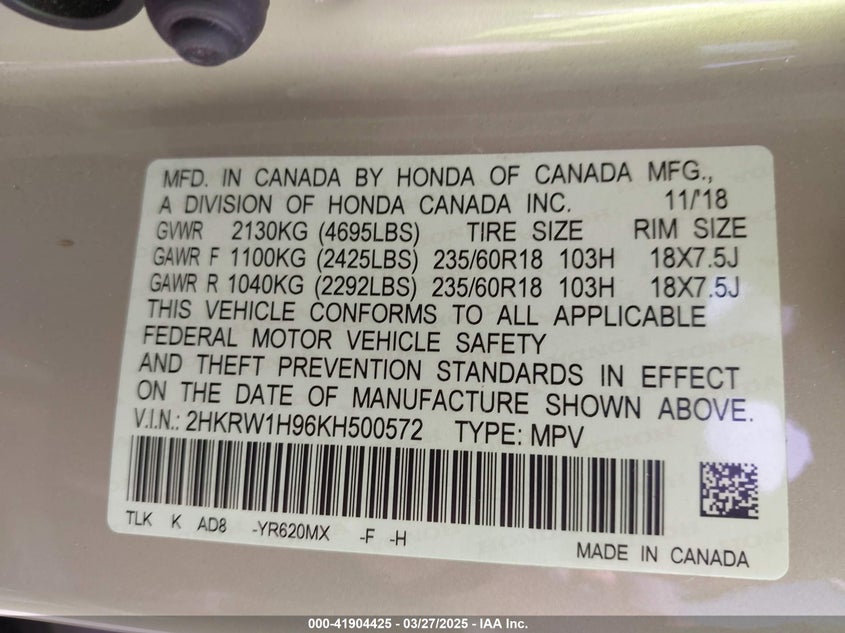 MFD. IN CANADA BY HONDA OF CANADA MFG.,
A DIVISION OF HONDA CANADA INC. 11/'18
GVWR 2130KG (4695LBS) TIRE SIZE RIM SIZE
GAWR F 1100KG (2425LBS) 235/60R18 103H 18X7.5J
GAWR R 1040KG (2292LBS) 235/60R18 103H 18X7.5J
THIS VEHICLE CONFORMS TO ALL APPLICABLE
FEDERAL MOTOR VEHICLE SAFETY
AND THEFT PREVENTION STANDARDS IN EFFECT
ON THE DATE OF MANUFACTURE SHOWN ABOVE.
V.I.N.: 2HKRW1H96KH500572 TYPE: MPV
TLK K AD8 -YR620MX -F -H
MADE IN CANADA
000-41904425 - 03/27/2025 - IAA Inc.